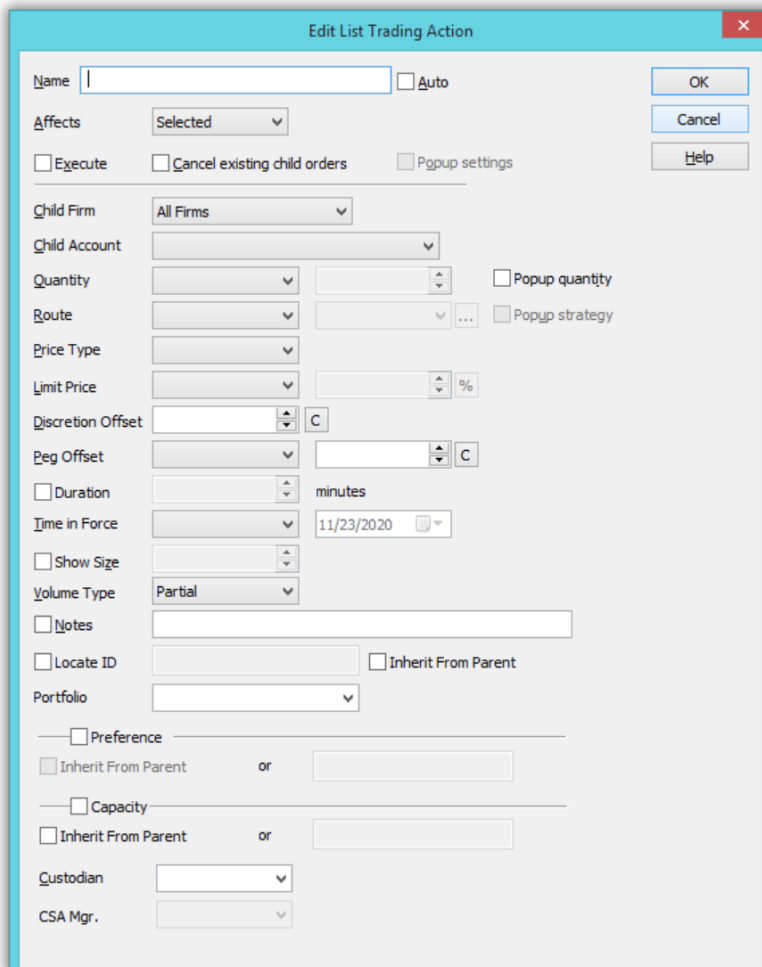 Edit List Trading Action
Name Auto OK
Affects Selected Cancel
Execute Cancel existing child orders Popup settings Help
Child Firm All Firms
Child Account
Quantity Popup quantity
Route ... Popup strategy
Price Type
Limit Price %
Discretion Offset C
Peg Offset C
Duration minutes
Time in Force 11/23/2020
Show Size
Volume Type Partial
Notes
Locate ID Inherit From Parent
Portfolio
Preference
Inherit From Parent or
Capacity
Inherit From Parent or
Custodian
CSA Mgr.